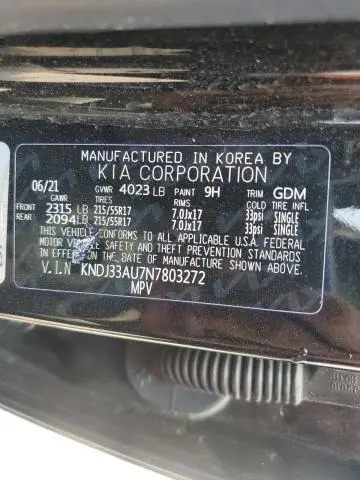 MANUFACTURED IN KOREA BY
KIA CORPORATION
06/21 GVWR 4023 LB PAINT 9H TRIM GDM
GAWR TIRES RIMS COLD TIRE INFL
FRONT 2315 LB 215/55R17 7.0Jx17 33psi SINGLE
REAR 2094 LB 215/55R17 7.0Jx17 33psi SINGLE
THIS VEHICLE CONFORMS TO ALL APPLICABLE U.S.A. FEDERAL
MOTOR VEHICLE SAFETY, BUMPER, AND THEFT PREVENTION STANDARDS
IN EFFECT ON THE DATE OF MANUFACTURE SHOWN ABOVE.
V.I.N KNDJ33AU7N7803272
MPV